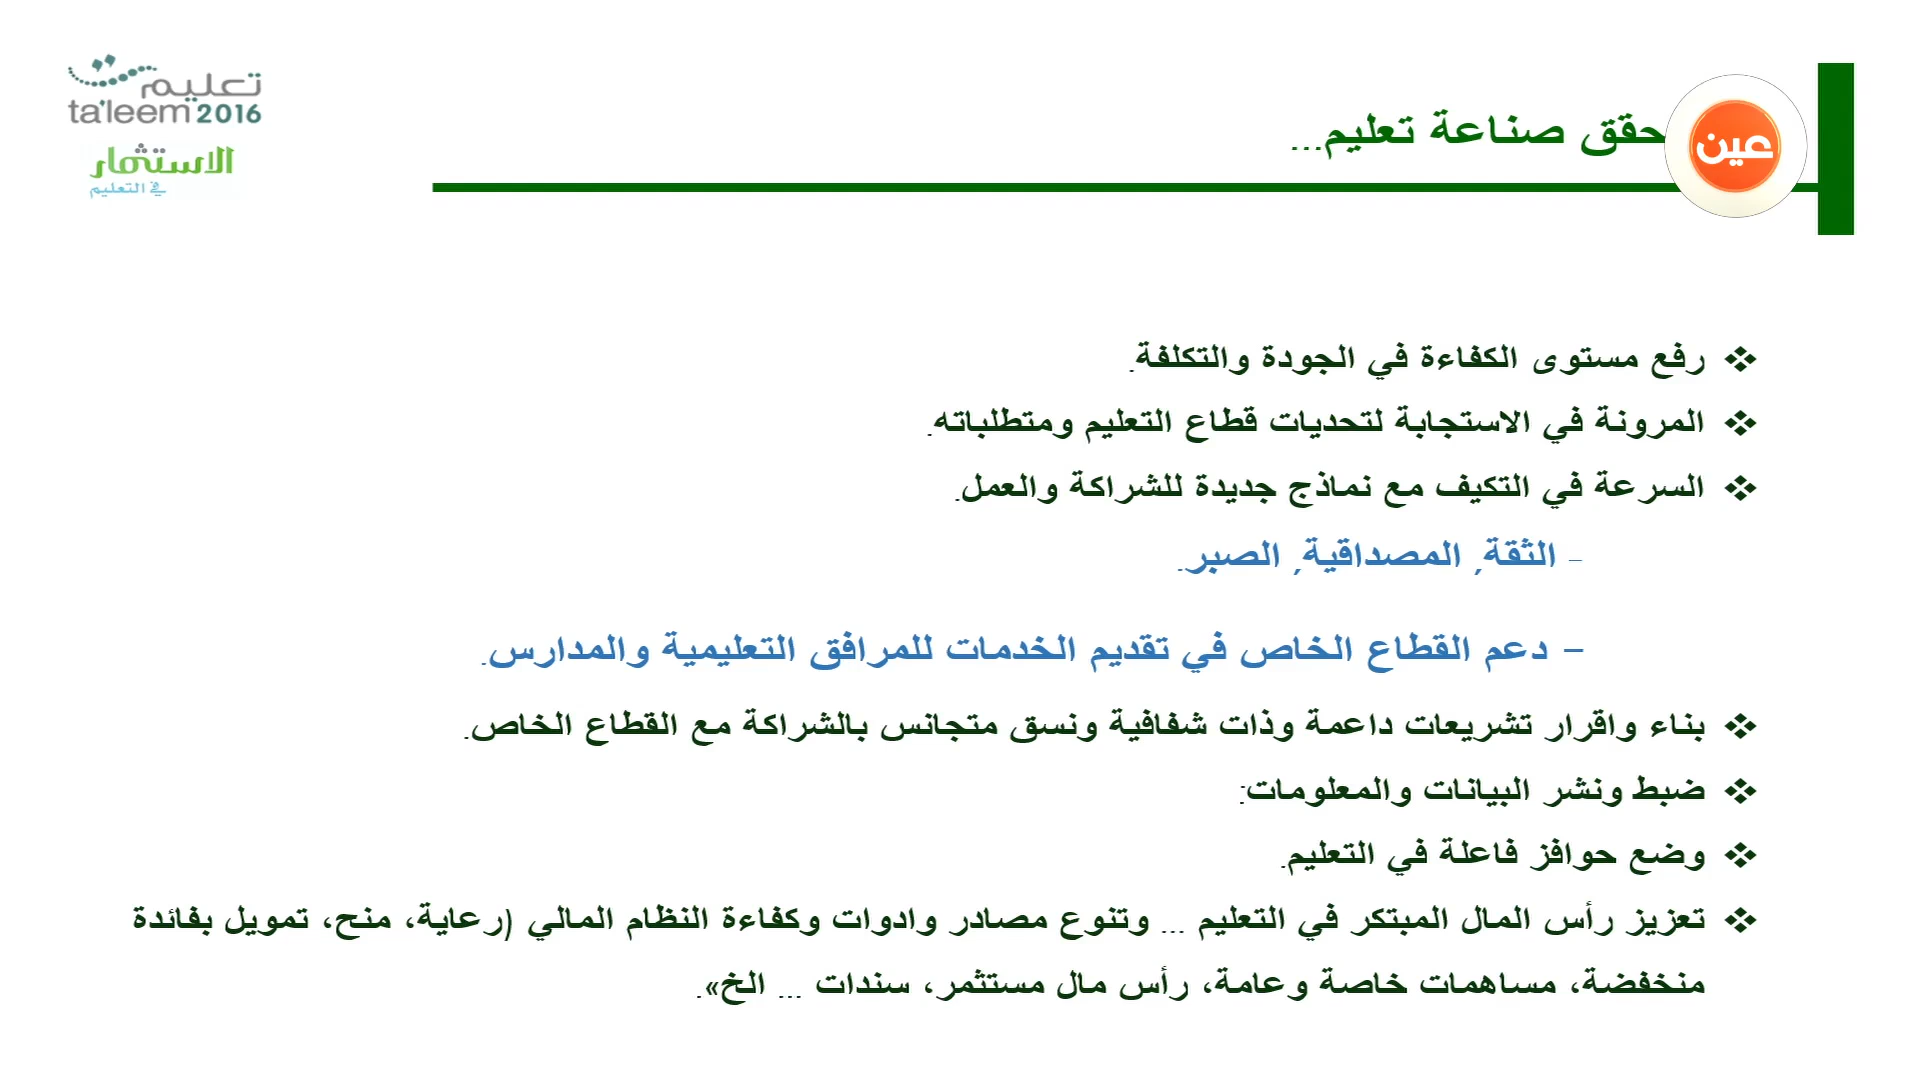 تعليم
ta'leem 2016
الاستثمار
في التعليم
عين
حقق صناعة تعليم...
رفع مستوى الكفاءة في الجودة والتكلفة.
المرونة في الاستجابة لتحديات قطاع التعليم ومتطلباته.
السرعة في التكيف مع نماذج جديدة للشراكة والعمل.
– الثقة, المصداقية, الصبر.
– دعم القطاع الخاص في تقديم الخدمات للمرافق التعليمية والمدارس.
بناء واقرار تشريعات داعمة وذات شفافية ونسق متجانس بالشراكة مع القطاع الخاص.
ضبط ونشر البيانات والمعلومات:
وضع حوافز فاعلة في التعليم.
تعزيز رأس المال المبتكر في التعليم ... وتنوع مصادر وادوات وكفاءة النظام المالي (رعاية، منح، تمويل بفائدة
منخفضة، مساهمات خاصة وعامة، رأس مال مستثمر، سندات ... الخ».